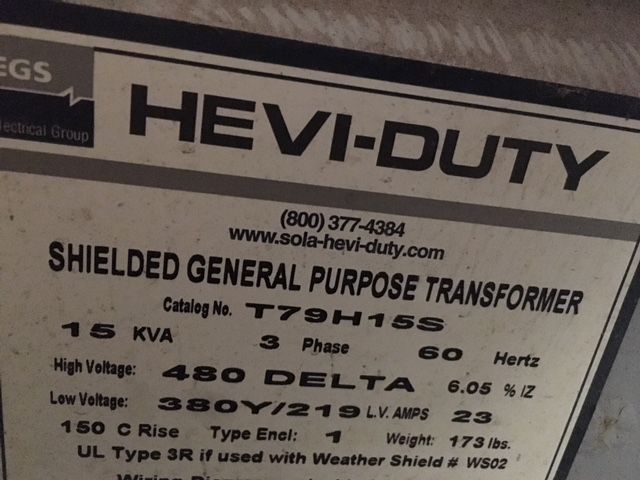 EGS
Electrical Group
HEVI-DUTY
(800) 377-4384
www.sola-hevi-duty.com
SHIELDED GENERAL PURPOSE TRANSFORMER
Catalog No. T79H15S
15 KVA 3 Phase 60 Hertz
High Voltage: 480 DELTA 6.05 % IZ
Low Voltage: 380Y/219 L.V. AMPS 23
150 C Rise Type Encl: 1 Weight: 173 lbs.
UL Type 3R if used with Weather Shield # WS02